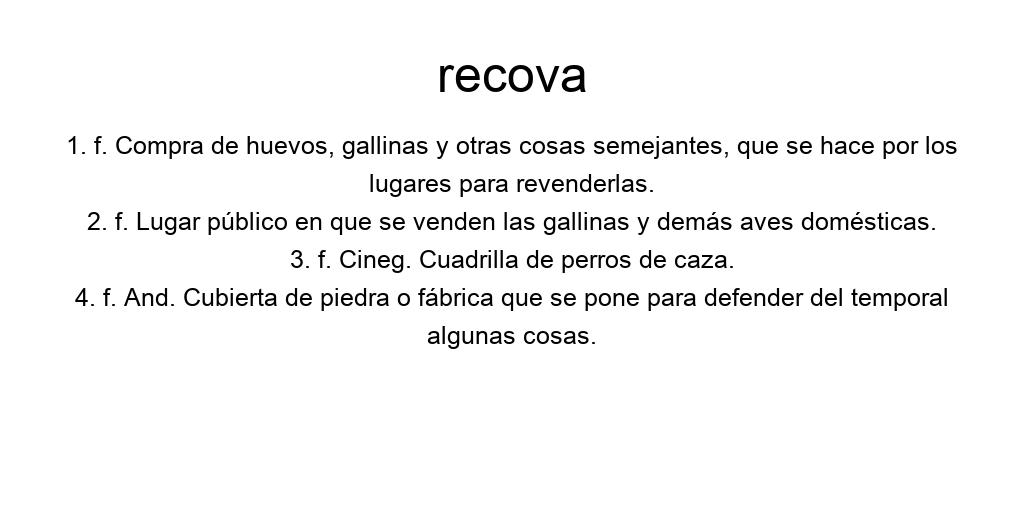 recova
1. f. Compra de huevos, gallinas y otras cosas semejantes, que se hace por los
lugares para revenderlas.
2. f. Lugar público en que se venden las gallinas y demás aves domésticas.
3. f. Cineg. Cuadrilla de perros de caza.
4. f. And. Cubierta de piedra o fábrica que se pone para defender del temporal
algunas cosas.